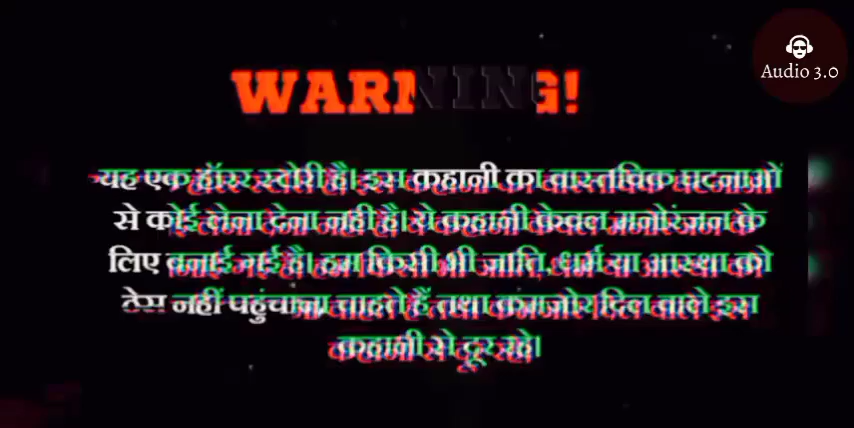 Audio 3.0
WARNING!
यह एक हॉरर स्टोरी है। इस कहानी का वास्तविक घटनाओं
से कोई लेना देना नही है। ये कहानी केवल मनोरंजन के
लिए बनाई गई है। हम किसी भी जाति, धर्म या आस्था को
ठेस नहीं पहुंचाना चाहते हैं तथा कमजोर दिल वाले इस
कहानी से दूर रहे।